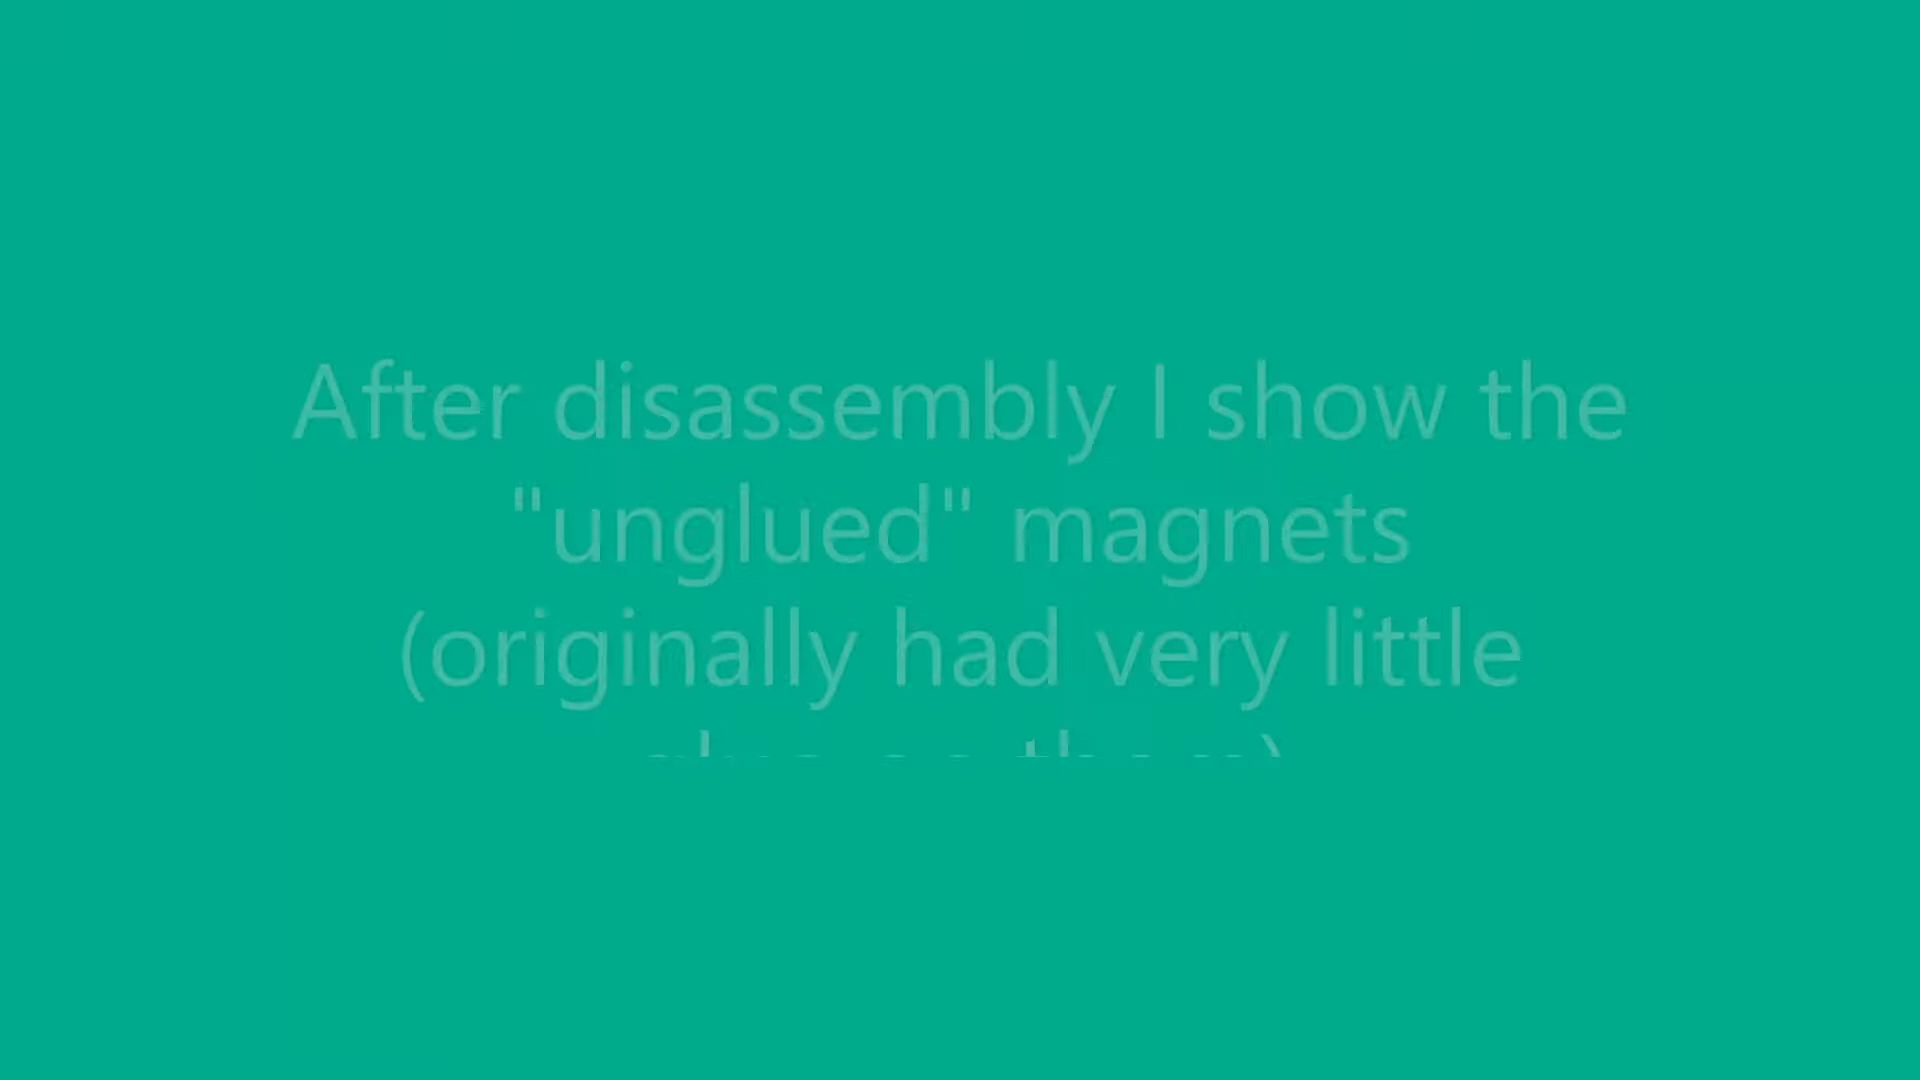 After disassembly I show the
"unglued" magnets
(originally had very little